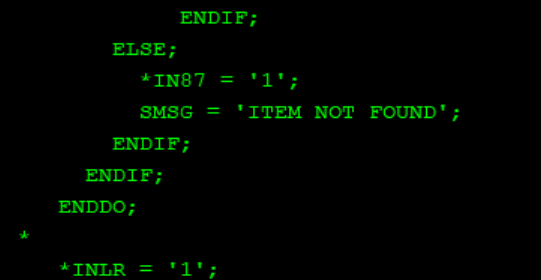 ENDIF;
ELSE;
*IN87 = '1';
SMSG = 'ITEM NOT FOUND';
ENDIF;
ENDIF;
ENDDO;
*
*INLR = '1';